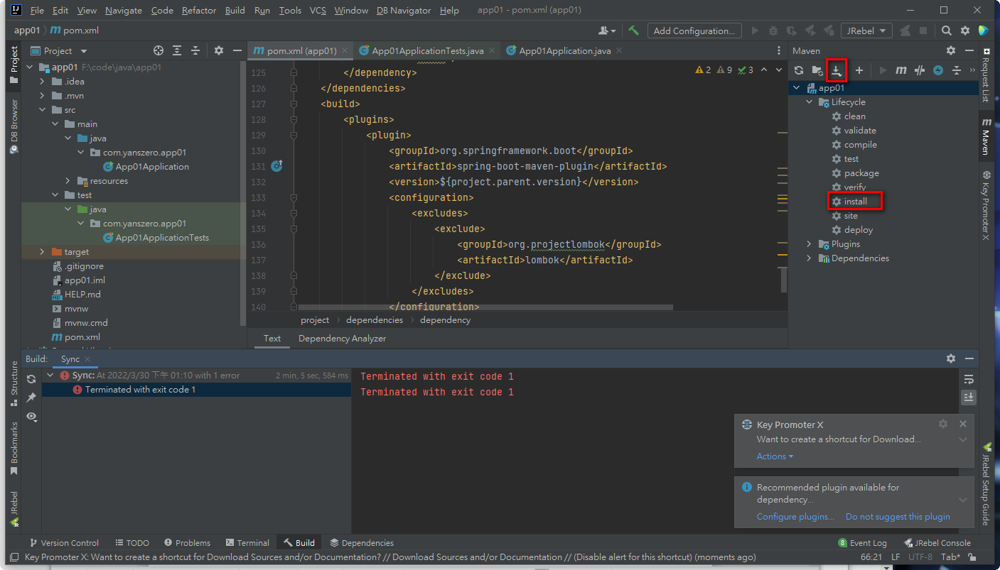 File Edit View Navigate Code Refactor Build Run Tools VCS Window DB Navigator Help app01 - pom.xml (app01)
app01 m pom.xml Add Configuration... JRebel
Project
Project
DB Browser
Structure
Bookmarks
JRebel
app01 F:\code\java\app01
.idea
.mvn
src
main
java
com.yanszero.app01
App01Application
resources
test
java
com.yanszero.app01
App01ApplicationTests
target
.gitignore
app01.iml
HELP.md
mvnw
mvnw.cmd
pom.xml
pom.xml (app01) App01ApplicationTests.java App01Application.java
2 9 3
125 </dependency>
126 </dependencies>
127 <build>
128 <plugins>
129 <plugin>
130 <groupId>org.springframework.boot</groupId>
131 <artifactId>spring-boot-maven-plugin</artifactId>
132 <version>${project.parent.version}</version>
133 <configuration>
134 <excludes>
135 <exclude>
136 <groupId>org.projectlombok</groupId>
137 <artifactId>lombok</artifactId>
138 </exclude>
139 </excludes>
140 </configuration>
project dependencies dependency
Text Dependency Analyzer
Maven
app01
Lifecycle
clean
validate
compile
test
package
verify
install
site
deploy
Plugins
Dependencies
Request List
Maven
Key Promoter X
JRebel Setup Guide
Build: Sync
Sync: At 2022/3/30 下午 01:10 with 1 error 2 min, 5 sec, 584 ms
Terminated with exit code 1
Terminated with exit code 1
Terminated with exit code 1
Key Promoter X
Want to create a shortcut for Download...
Actions
Recommended plugin available for
dependency...
Configure plugins... Do not suggest this plugin
Version Control TODO Problems Terminal Build Dependencies 8 Event Log JRebel Console
Key Promoter X: Want to create a shortcut for Download Sources and/or Documentation? // Download Sources and/or Documentation // (Disable alert for this shortcut) (moments ago) 66:21 LF UTF-8 Tab*